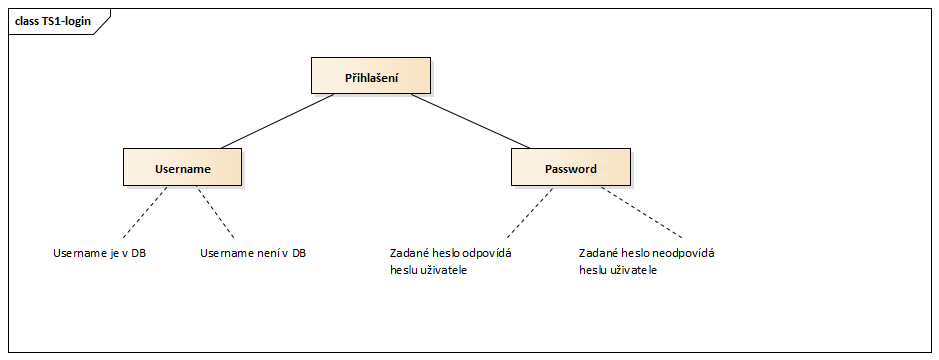 class TS1-login
Přihlašení
Username
Password
Username je v DB
Username není v DB
Zadané heslo odpovídá
heslu uživatele
Zadané heslo neodpovídá
heslu uživatele